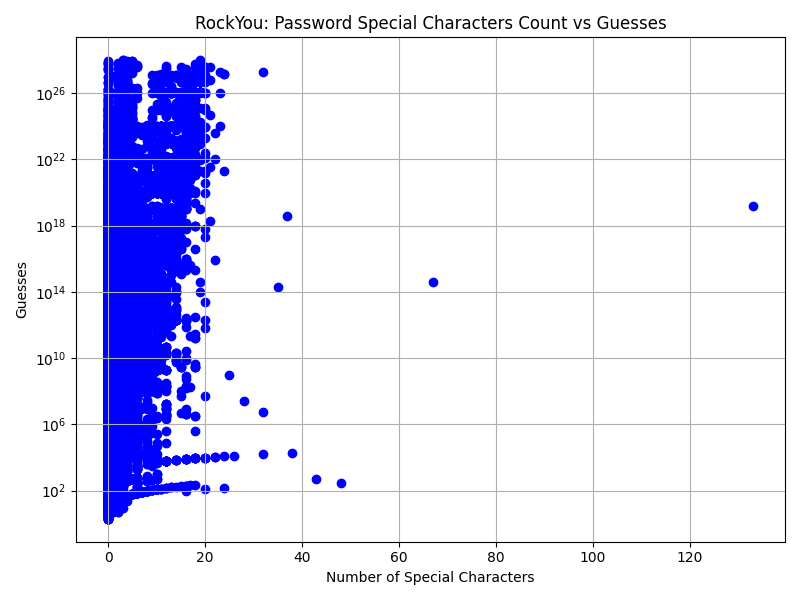 RockYou: Password Special Characters Count vs Guesses
Guesses
10^26
10^22
10^18
10^14
10^10
10^6
10^2
0 20 40 60 80 100 120
Number of Special Characters